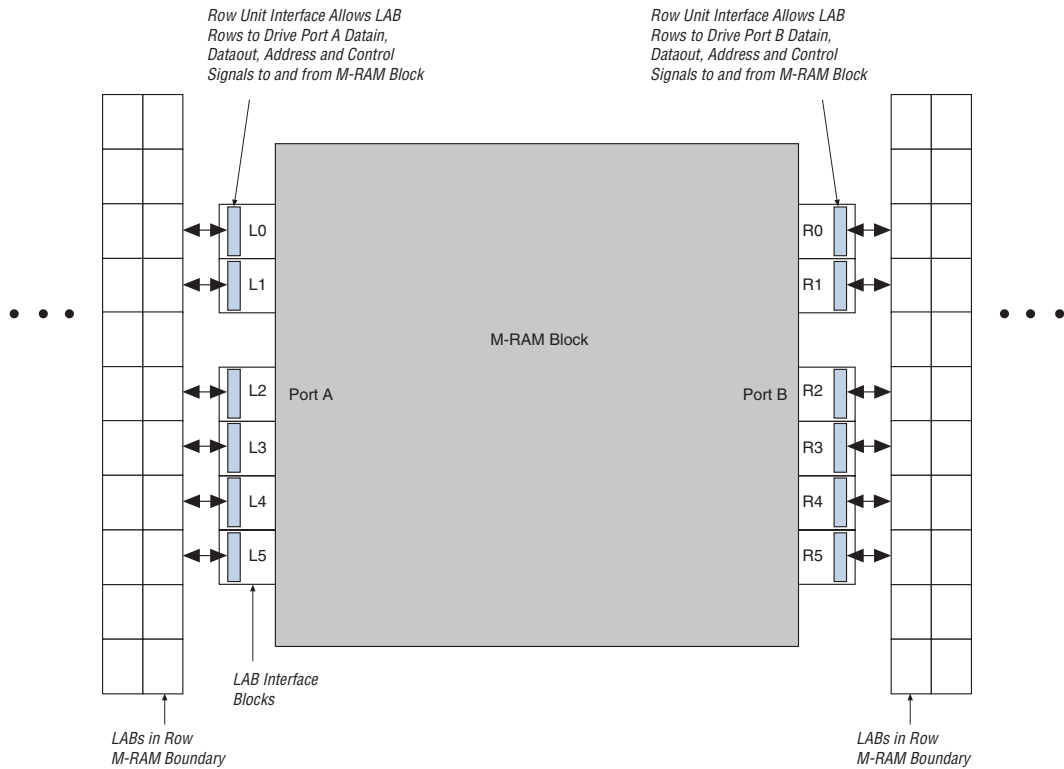 Row Unit Interface Allows LAB
Rows to Drive Port A Datain,
Dataout, Address and Control
Signals to and from M-RAM Block
Row Unit Interface Allows LAB
Rows to Drive Port B Datain,
Dataout, Address and Control
Signals to and from M-RAM Block
L0
R0
L1
R1
M-RAM Block
L2
Port A
Port B
R2
L3
R3
L4
R4
L5
R5
LAB Interface
Blocks
LABs in Row
M-RAM Boundary
LABs in Row
M-RAM Boundary